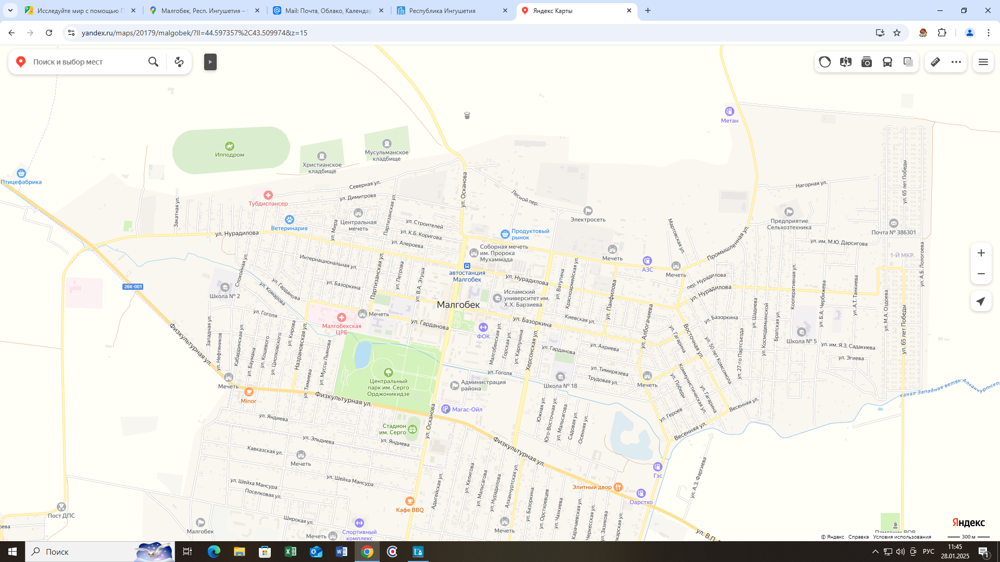 Исследуйте мир с помощью П
Малгобек, Респ. Ингушетия –
Mail: Почта, Облако, Календар
Республика Ингушетия
Яндекс Карты
yandex.ru/maps/20179/malgobek/?ll=44.597357%2C43.509974&z=15
Поиск и выбор мест
Метан
Ипподром
Христианское
кладбище
Мусульманское
кладбище
Птицефабрика
Северная ул.
ул. Димитрова
Тубдиспансер
Закатная ул.
Ветеринария
ул. Мира
Центральная
мечеть
Партизанская ул.
ул. Строителей
ул. К.Б. Коригова
ул. Алероева
ул. Осканова
Лесной пер.
Электросеть
Продуктовый
рынок
Соборная мечеть
им. Пророка
Мухаммада
Мечеть
АЗС
Мечеть
Мартовская ул.
Промышленная ул.
Нагорная ул.
Предприятие
Сельхозтехника
Почта № 386301
ул. 65 лет Победы
ул. им. М.Ю. Дарсигова
1-Й МКР.
ул. А.Б. Лологоева
ул. Нурадилова
Интернациональная ул.
Спокойная ул.
26К-001
Школа № 2
ул. Гарданова
ул. Комарова
ул. Базоркина
Партизанская ул.
ул. Петрова
ул. В.А. Этуша
автостанция
Малгобек
ул. Нурадилова
Исламский
университет им.
Х.Х. Барзиева
ул. Ватутина
Красноармейская ул.
ул. Панфилова
Киевская ул.
пер. Нурадилова
ул. Нурадилова
Кооперативная ул.
ул. Б.А. Чербижева
ул. А.Т. Танкиева
ул. М.А. Оздоева
ул. 65 лет Победы
Малгобек
ул. Гоголя
Малгобекская
ЦРБ
Мечеть
ул. Гарданова
ФОК
ул. Базоркина
ул. Албогачиева
ул. Базоркина
ул. Шадиева
ул. Космодемьянской
Братская ул.
Школа № 5
ул. им. Я.З. Садакиева
ул. Эгиева
Западная ул.
ул. Нефтяников
Физкультурная ул.
Кабардинская ул.
ул. Баумана
ул. Кошевого
ул. Циолковского
ул. Кирова
Назрановская ул.
ул. Тимиева
ул. Муссы Льянова
Малгобекская ул.
Горская ул.
ул. Карпунина
Херсонская ул.
ул. Гарданова
ул. Ахриева
ул. Гагарина
Восточная ул.
ул. 50 лет Комсомола
ул. 27-го Партсъезда
Мечеть
Minor
Центральный
парк им. Серго
Орджоникидзе
Физкультурная ул.
ул. Гоголя
Администрация
района
Школа № 18
ул. Тимирязева
Трудовая ул.
Мечеть
ул. Победы
Коммунистическая ул.
ул. Гагарина
канал Западная ветвь Алханчуртско
Магас-Ойл
ул. Осканова
Стадион
им. Серго
ул. Яндиева
ул. Яндиева
ул. Эльдиева
Кавказская ул.
Мечеть
Южная ул.
Юго-Восточная ул.
ул. Мальсагова
Садовая ул.
Осенняя ул.
ул. Героев
Весенняя ул.
Весенняя ул.
Физкультурная ул.
ул. Шейха Мансура
ул. Шейха Мансура
Поселковая ул.
Гзс
Элитный двор
Оарстхо
ул. А.З. Фаргиева
Адыгейская ул.
ул. Келигова
ул. Мальсагова
ул. Нурадилова
Алханчуртская ул.
ул. Базоркина
ул. Орстхоевцев
ул. Чахкиева
Карачаевская ул.
Черкесская ул.
ул. Зязикова
Кафе BBQ
Пост ДПС
Малгобек
Широкая ул.
Мечеть
Спортивный
комплекс
Мечеть
Памятник ВОВ
Яндекс
© Яндекс Справка Условия использования
300 м
Поиск
РУС
11:45
28.01.2025
1